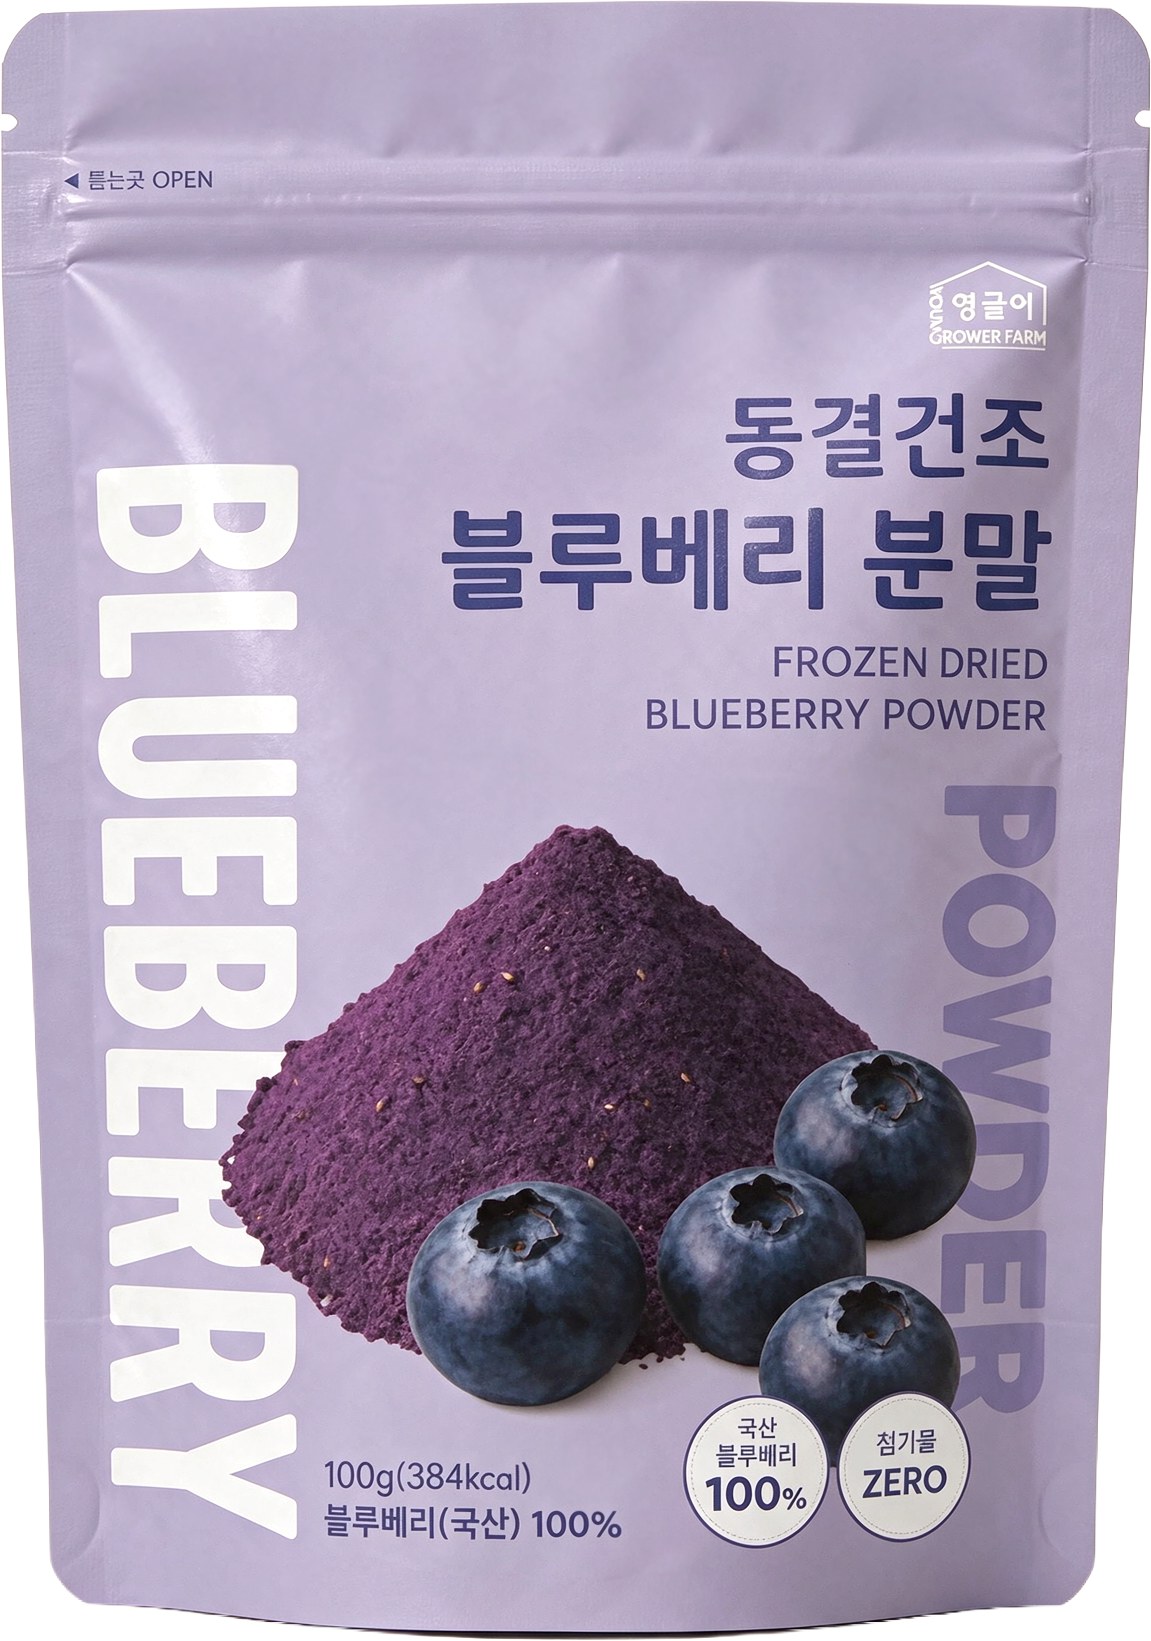 ◀ 뜯는곳 OPEN
영글이
YOUNG
GROWER FARM
동결건조
블루베리 분말
FROZEN DRIED
BLUEBERRY POWDER
BLUEBERRY
POWDER
100g(384kcal)
블루베리(국산) 100%
국산
블루베리
100%
첨가물
ZERO